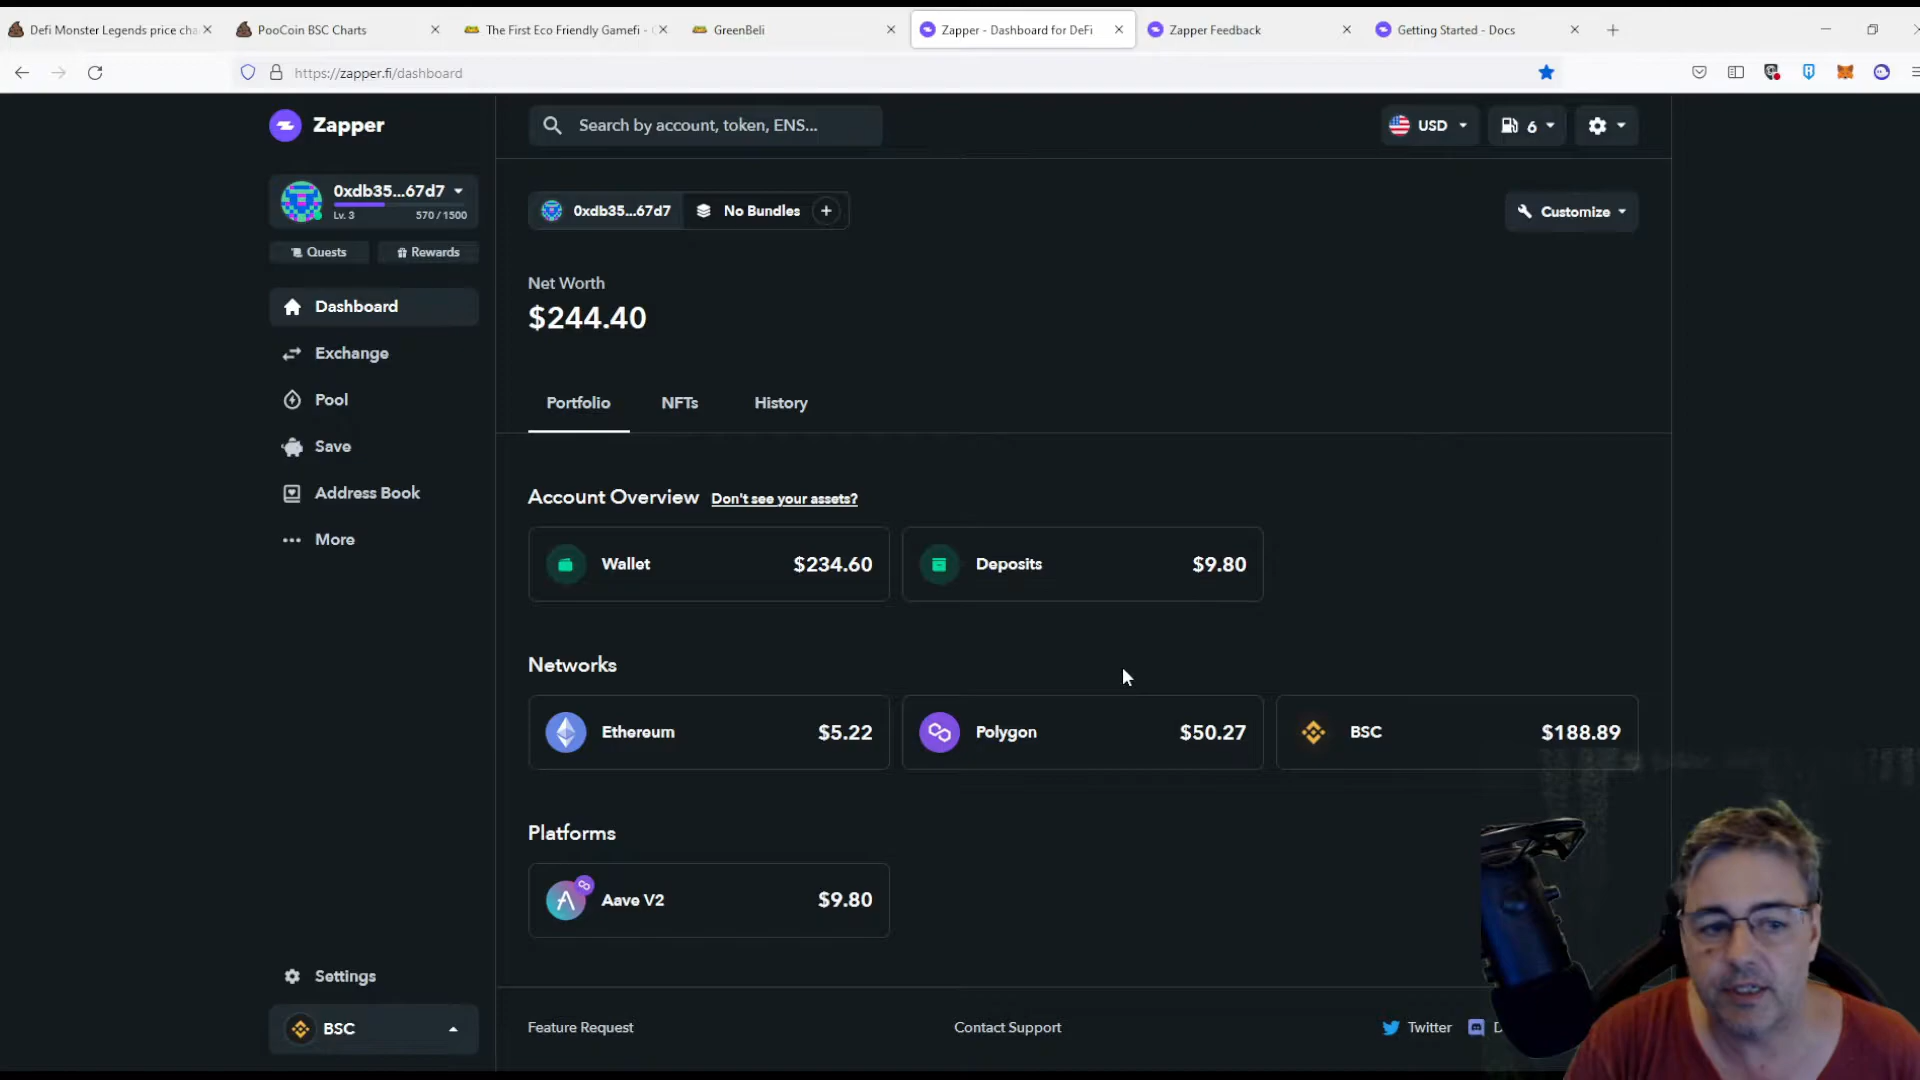 Defi Monster Legends price cha
PooCoin BSC Charts
The First Eco Friendly Gamefi -
GreenBeli
Zapper - Dashboard for DeFi
Zapper Feedback
Getting Started - Docs
https://zapper.fi/dashboard
Zapper
Search by account, token, ENS...
USD
6
0xdb35...67d7
Lv. 3
570 / 1500
0xdb35...67d7
No Bundles
Customize
Quests
Rewards
Net Worth
$244.40
Dashboard
Exchange
Pool
Save
Address Book
More
Portfolio
NFTs
History
Account Overview
Don't see your assets?
Wallet
$234.60
Deposits
$9.80
Networks
Ethereum
$5.22
Polygon
$50.27
BSC
$188.89
Platforms
Aave V2
$9.80
Settings
BSC
Feature Request
Contact Support
Twitter